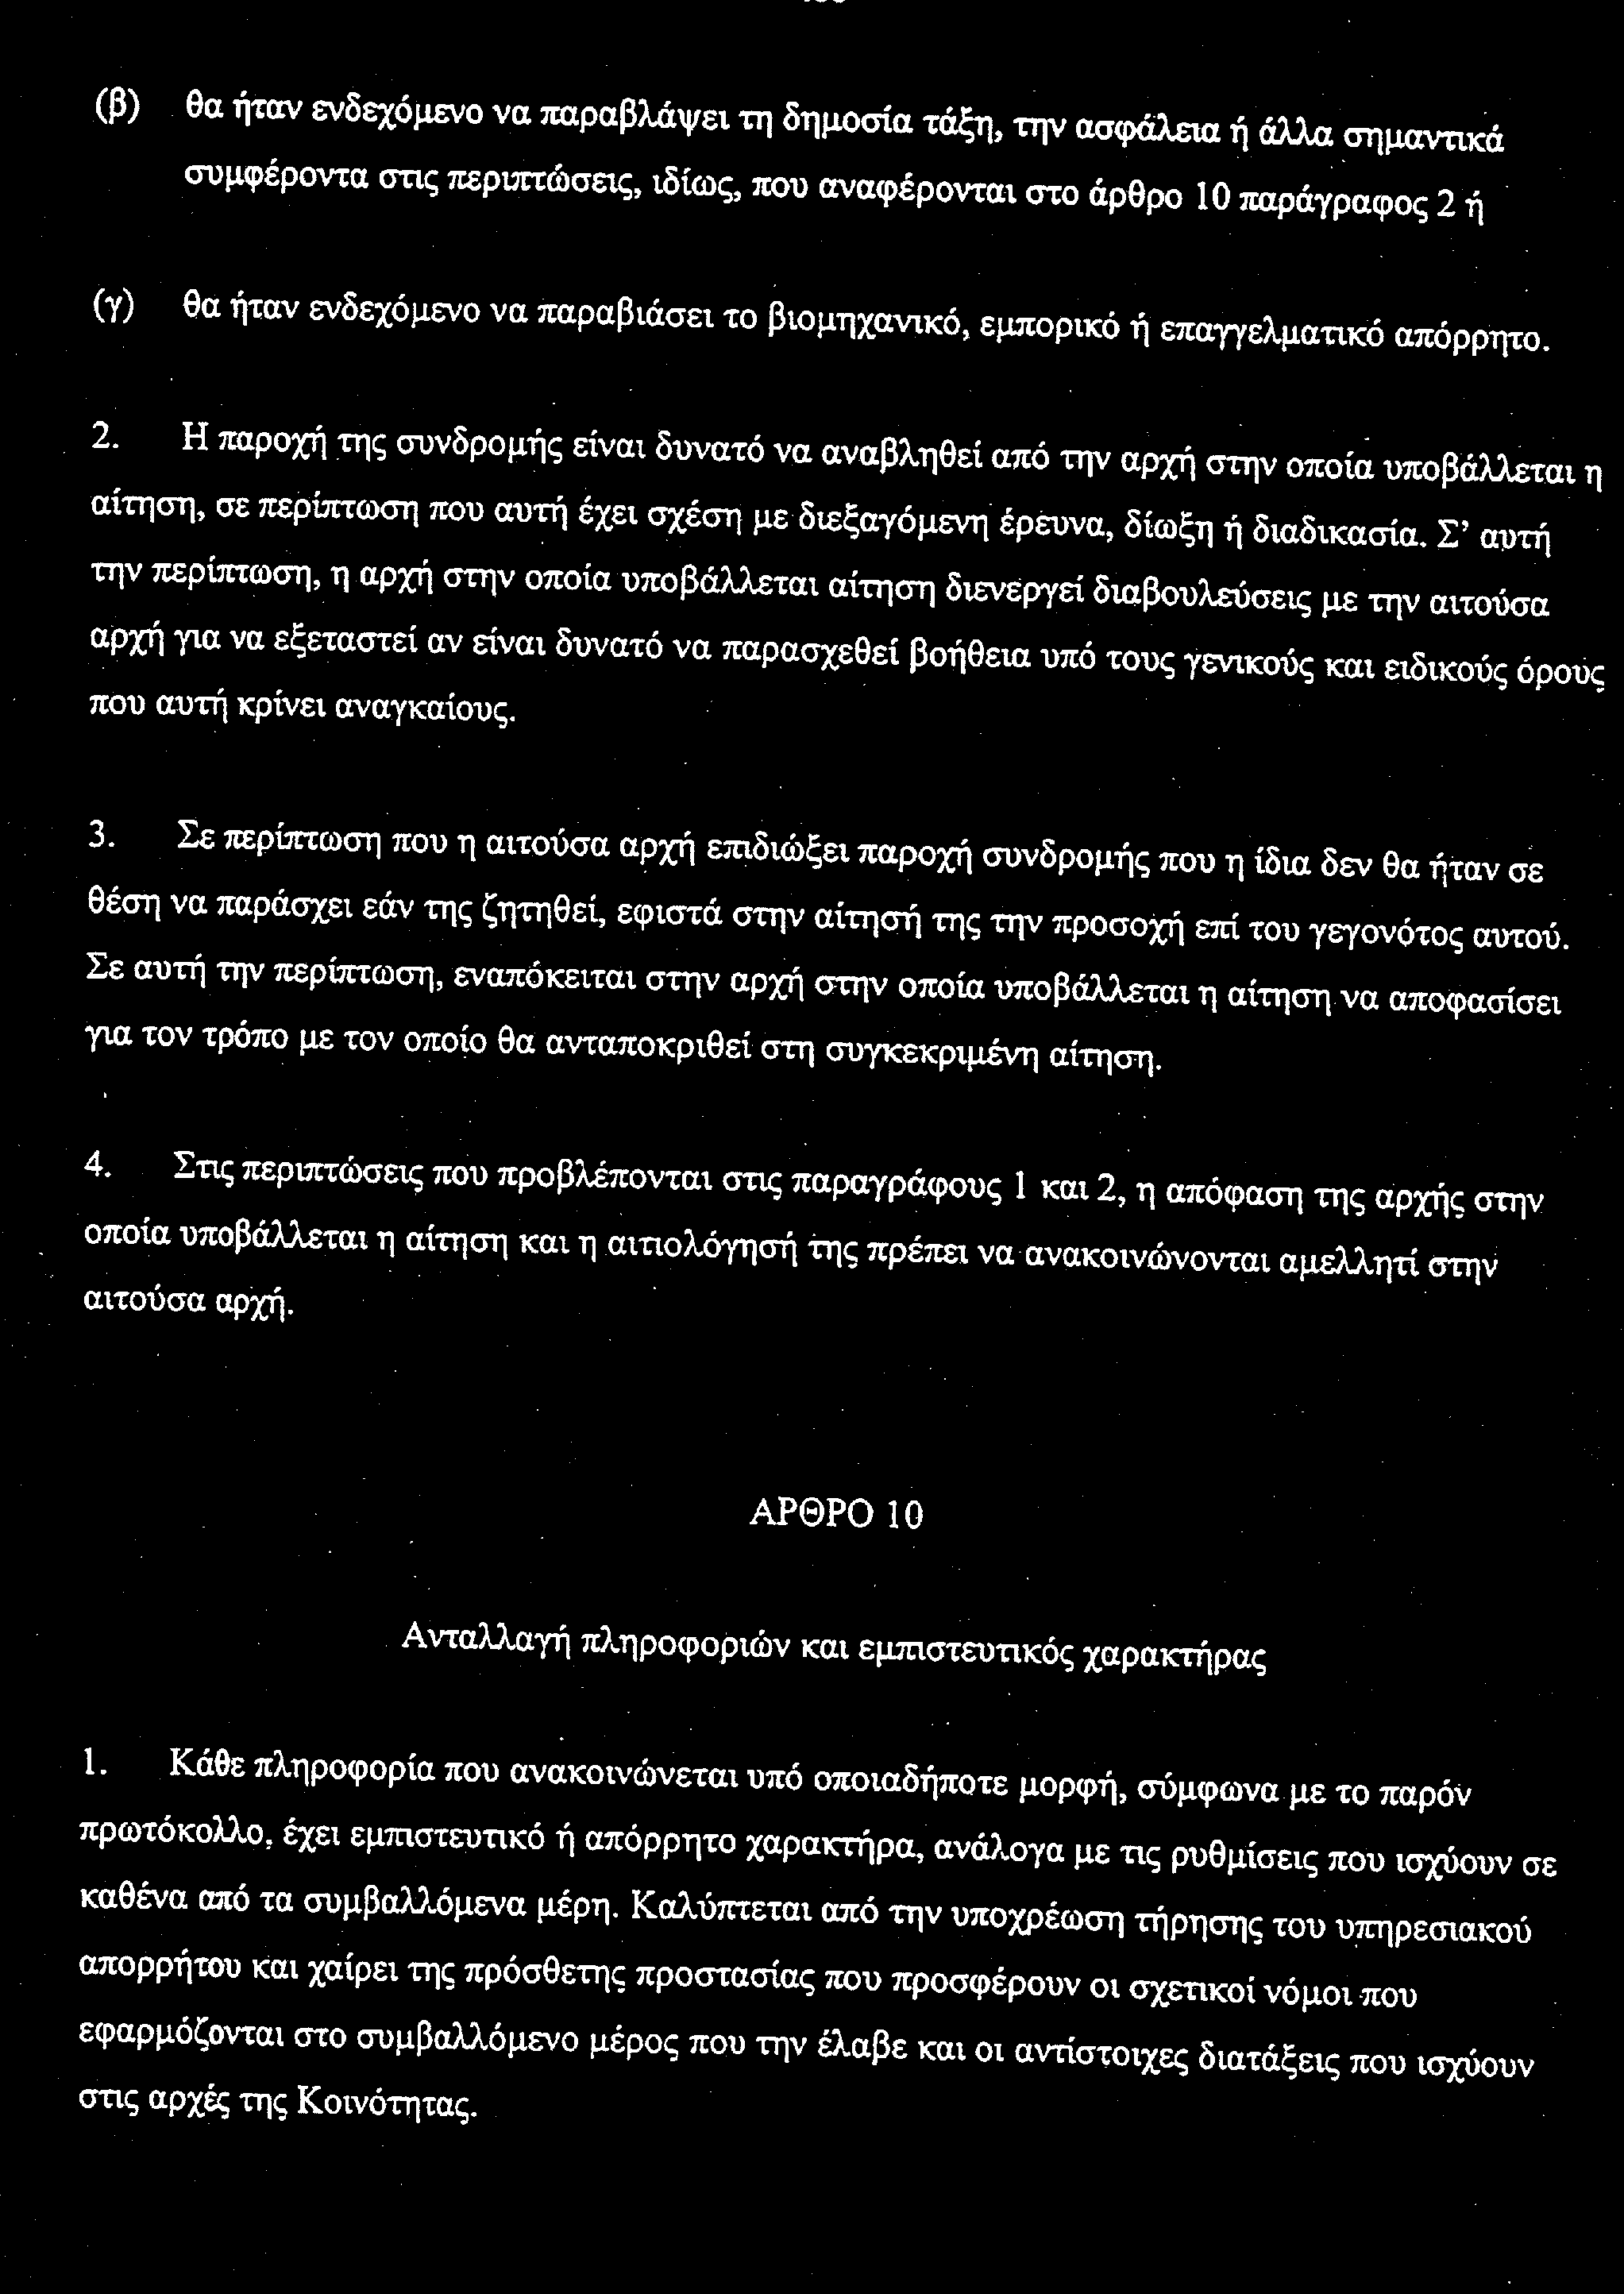 (β) θα ήταν ενδεχόμενο να παραβλάψει τη δημοσία τάξη, την ασφάλεια ή άλλα σημαντικά
συμφέροντα στις περιπτώσεις, ιδίως, που αναφέρονται στο άρθρο 10 παράγραφος 2 ή
(γ) θα ήταν ενδεχόμενο να παραβιάσει το βιομηχανικό, εμπορικό ή επαγγελματικό απόρρητο.
2. Η παροχή της συνδρομής είναι δυνατό να αναβληθεί από την αρχή στην οποία υποβάλλεται η
αίτηση, σε περίπτωση που αυτή έχει σχέση με διεξαγόμενη έρευνα, δίωξη ή διαδικασία. Σ’ αυτή
την περίπτωση, η αρχή στην οποία υποβάλλεται αίτηση διενεργεί διαβουλεύσεις με την αιτούσα
αρχή για να εξεταστεί αν είναι δυνατό να παρασχεθεί βοήθεια υπό τους γενικούς και ειδικούς όρους
που αυτή κρίνει αναγκαίους.
3. Σε περίπτωση που η αιτούσα αρχή επιδιώξει παροχή συνδρομής που η ίδια δεν θα ήταν σε
θέση να παράσχει εάν της ζητηθεί, εφιστά στην αίτησή της την προσοχή επί του γεγονότος αυτού.
Σε αυτή την περίπτωση, εναπόκειται στην αρχή στην οποία υποβάλλεται η αίτηση να αποφασίσει
για τον τρόπο με τον οποίο θα ανταποκριθεί στη συγκεκριμένη αίτηση.
4. Στις περιπτώσεις που προβλέπονται στις παραγράφους 1 και 2, η απόφαση της αρχής στην
οποία υποβάλλεται η αίτηση και η αιτιολόγησή της πρέπει να ανακοινώνονται αμελλητί στην
αιτούσα αρχή.
ΑΡΘΡΟ 10
Ανταλλαγή πληροφοριών και εμπιστευτικός χαρακτήρας
1. Κάθε πληροφορία που ανακοινώνεται υπό οποιαδήποτε μορφή, σύμφωνα με το παρόν
πρωτόκολλο, έχει εμπιστευτικό ή απόρρητο χαρακτήρα, ανάλογα με τις ρυθμίσεις που ισχύουν σε
καθένα από τα συμβαλλόμενα μέρη. Καλύπτεται από την υποχρέωση τήρησης του υπηρεσιακού
απορρήτου και χαίρει της πρόσθετης προστασίας που προσφέρουν οι σχετικοί νόμοι που
εφαρμόζονται στο συμβαλλόμενο μέρος που την έλαβε και οι αντίστοιχες διατάξεις που ισχύουν
στις αρχές της Κοινότητας.